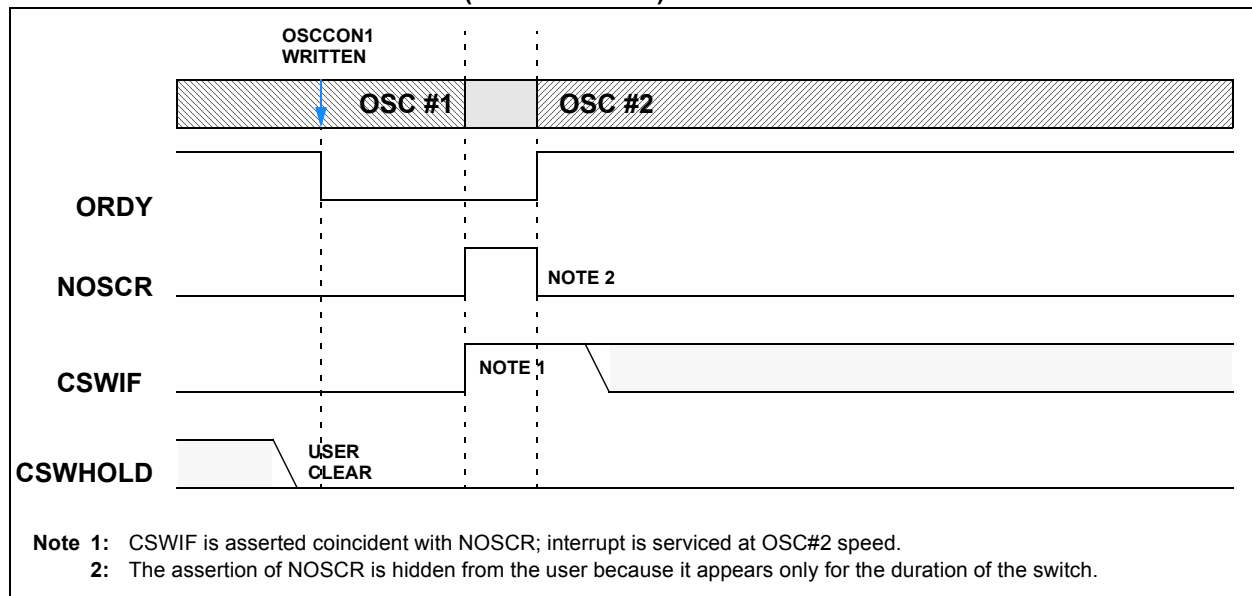 OSCCON1
WRITTEN
OSC #1
OSC #2
ORDY
NOSCR
NOTE 2
CSWIF
NOTE 1
CSWHOLD
USER
CLEAR
Note 1: CSWIF is asserted coincident with NOSCR; interrupt is serviced at OSC#2 speed.
2: The assertion of NOSCR is hidden from the user because it appears only for the duration of the switch.